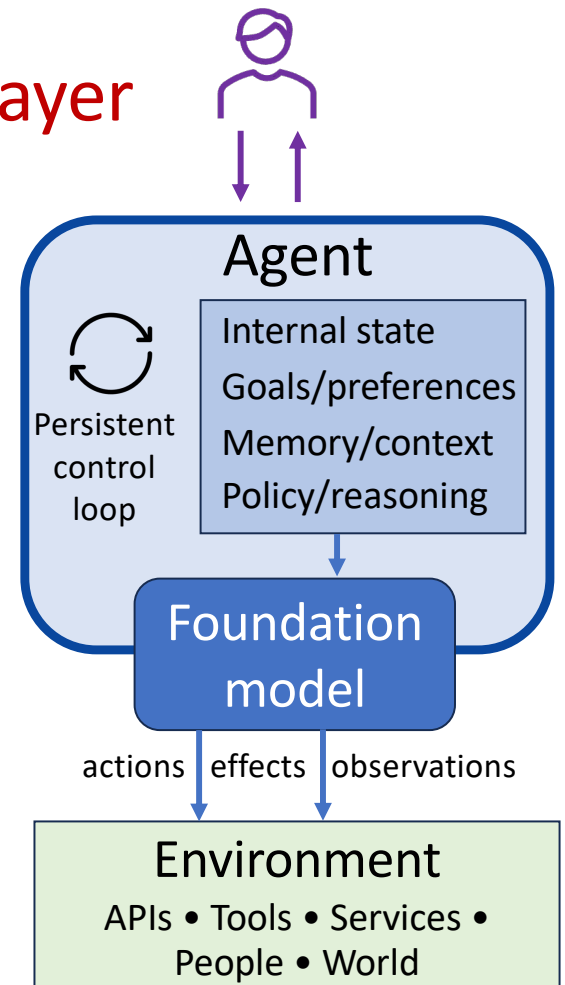 ayer
Agent
Internal state
Goals/preferences
Memory/context
Policy/reasoning
Persistent
control
loop
Foundation
model
actions effects observations
Environment
APIs • Tools • Services •
People • World